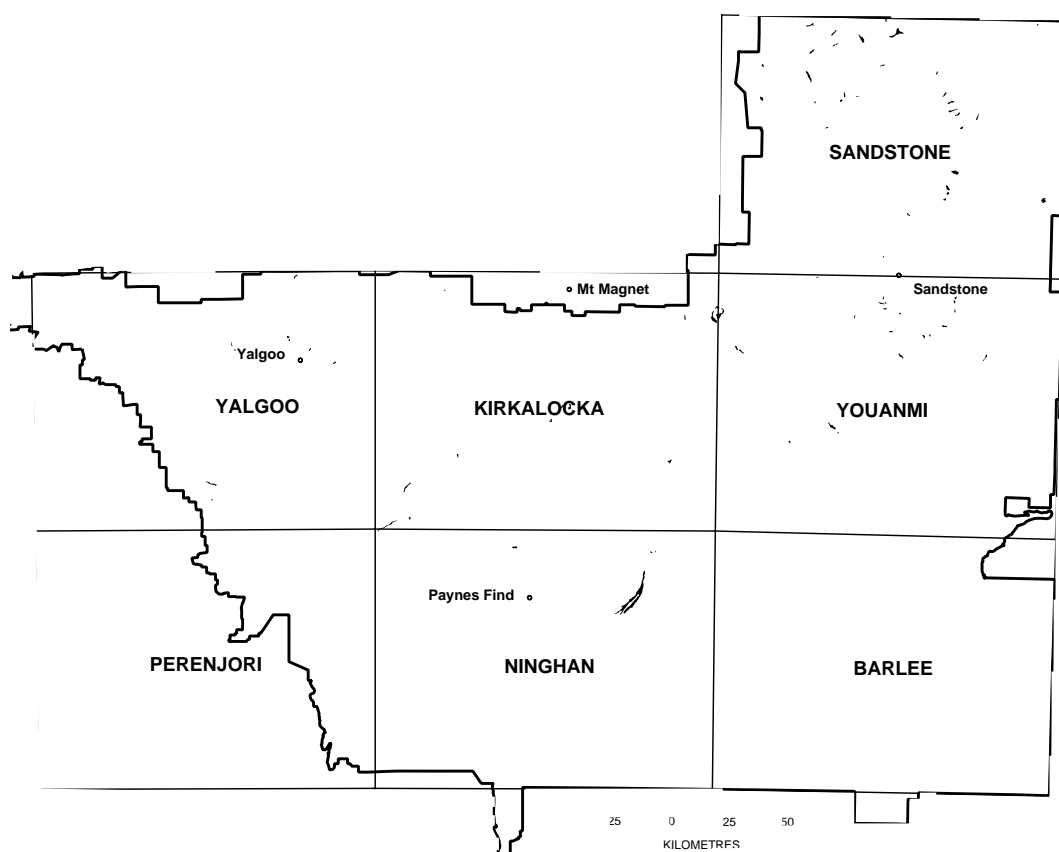 SANDSTONE
Mt Magnet
Sandstone
Yalgoo
YALGOO
KIRKALOCKA
YOUANMI
Paynes Find
PERENJORI
NINGHAN
BARLEE
25 0 25 50
KILOMETRES